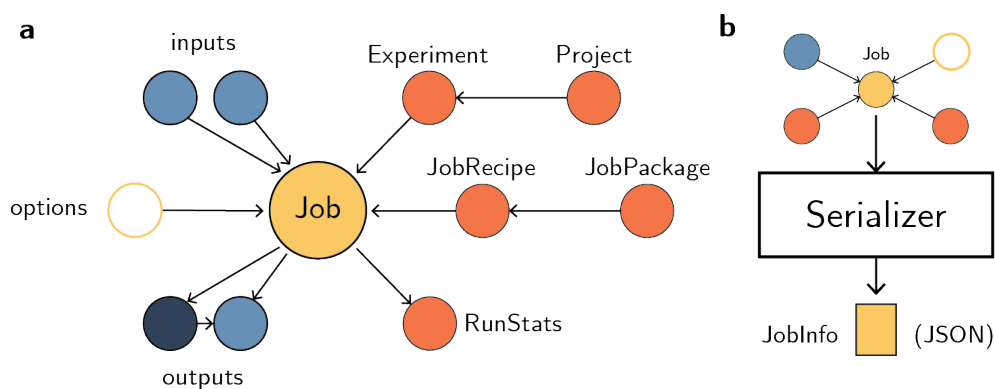 a
inputs
Experiment
Project
options
Job
JobRecipe
JobPackage
RunStats
outputs
b
Job
Serializer
JobInfo
(JSON)